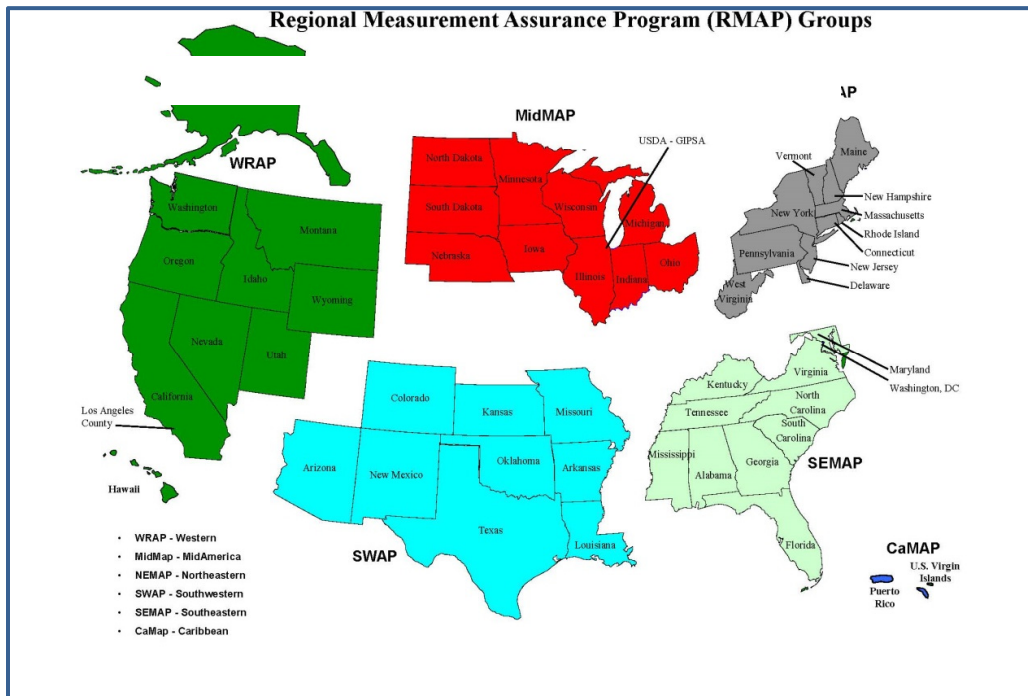 Regional Measurement Assurance Program (RMAP) Groups
WRAP
Washington
Montana
Oregon
Idaho
Wyoming
Nevada
Utah
California
Los Angeles
County
Hawaii
MidMAP
USDA - GIPSA
North Dakota
Minnesota
South Dakota
Wisconsin
Michigan
Nebraska
Iowa
Illinois
Indiana
Ohio
AP
Vermont
Maine
New Hampshire
New York
Massachusetts
Rhode Island
Connecticut
Pennsylvania
New Jersey
West
Virginia
Delaware
Colorado
Kansas
Missouri
Arizona
New Mexico
Oklahoma
Arkansas
Texas
Louisiana
SWAP
Maryland
Washington, DC
Virginia
Kentucky
North
Carolina
Tennessee
South
Carolina
Mississippi
Alabama
Georgia
SEMAP
Florida
CaMAP
U.S. Virgin
Islands
Puerto
Rico
• WRAP - Western
• MidMap - MidAmerica
• NEMAP - Northeastern
• SWAP - Southwestern
• SEMAP - Southeastern
• CaMap - Caribbean